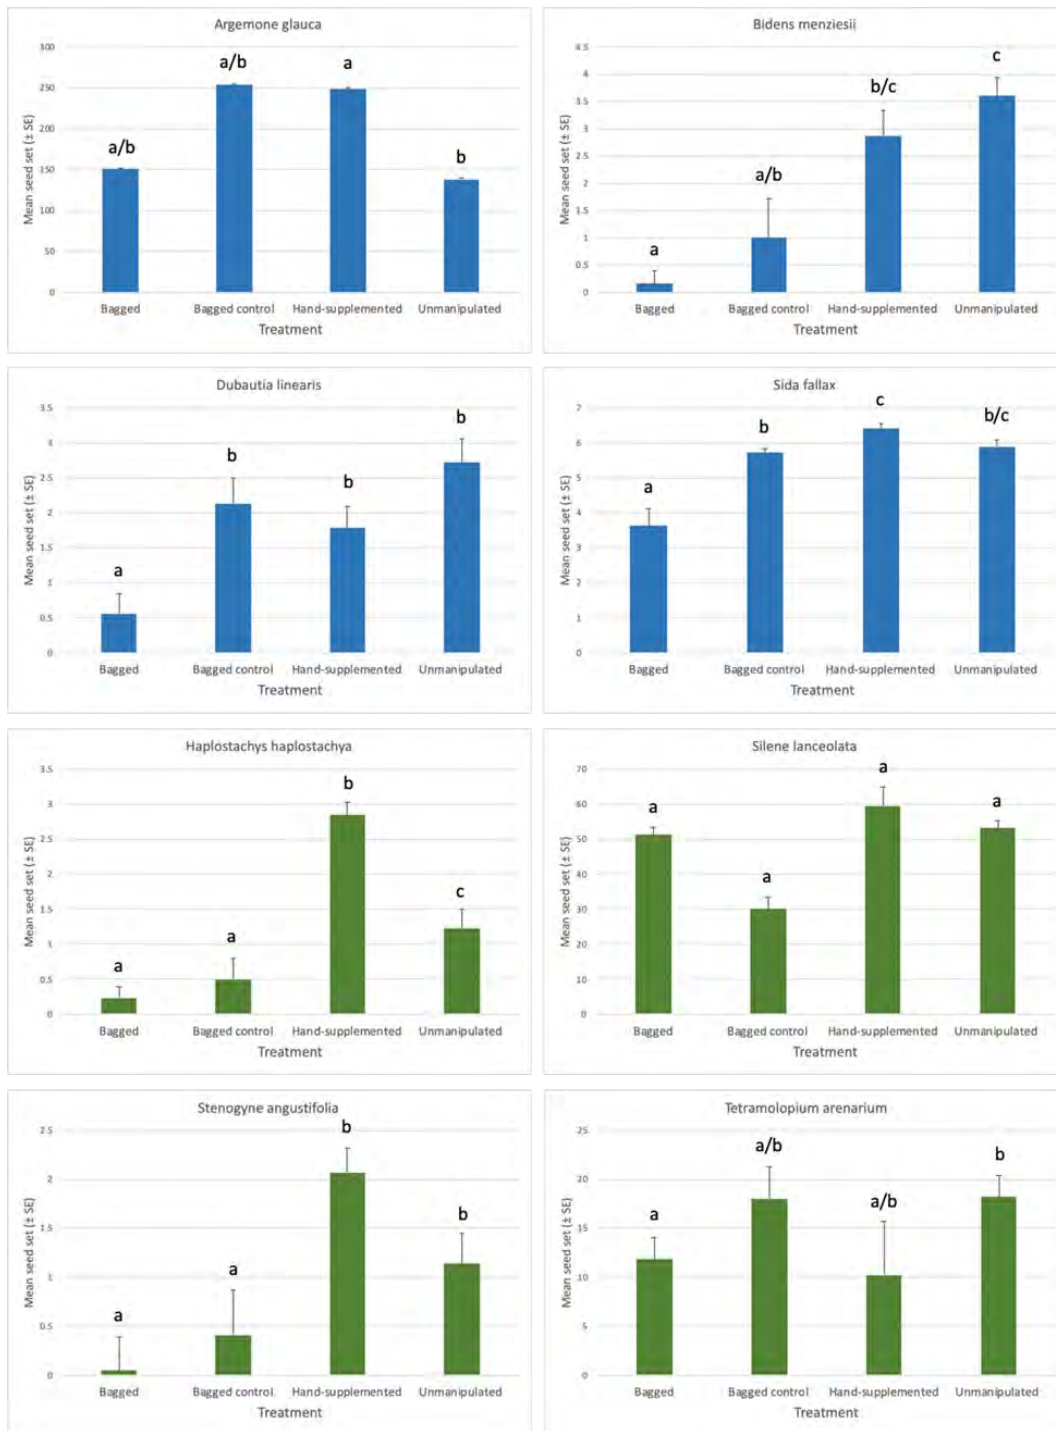 Argemone glauca
Mean seed set (± SE)
300
250
200
150
100
50
0
a/b
a/b
a
b
Bagged
Bagged control
Hand-supplemented
Unmanipulated
Treatment
Bidens menziesii
Mean seed set (± SE)
4.5
4
3.5
3
2.5
2
1.5
1
0.5
0
a
a/b
b/c
c
Bagged
Bagged control
Hand-supplemented
Unmanipulated
Treatment
Dubautia linearis
Mean seed set (± SE)
3.5
3
2.5
2
1.5
1
0.5
0
a
b
b
b
Bagged
Bagged control
Hand-supplemented
Unmanipulated
Treatment
Sida fallax
Mean seed set (± SE)
7
6
5
4
3
2
1
0
a
b
c
b/c
Bagged
Bagged control
Hand-supplemented
Unmanipulated
Treatment
Haplostachys haplostachya
Mean seed set (± SE)
3.5
3
2.5
2
1.5
1
0.5
0
a
a
b
c
Bagged
Bagged control
Hand-supplemented
Unmanipulated
Treatment
Silene lanceolata
Mean seed set (± SE)
70
60
50
40
30
20
10
0
a
a
a
a
Bagged
Bagged control
Hand-supplemented
Unmanipulated
Treatment
Stenogyne angustifolia
Mean seed set (± SE)
2.5
2
1.5
1
0.5
0
a
a
b
b
Bagged
Bagged control
Hand-supplemented
Unmanipulated
Treatment
Tetramolopium arenarium
Mean seed set (± SE)
25
20
15
10
5
0
a
a/b
a/b
b
Bagged
Bagged control
Hand-supplemented
Unmanipulated
Treatment